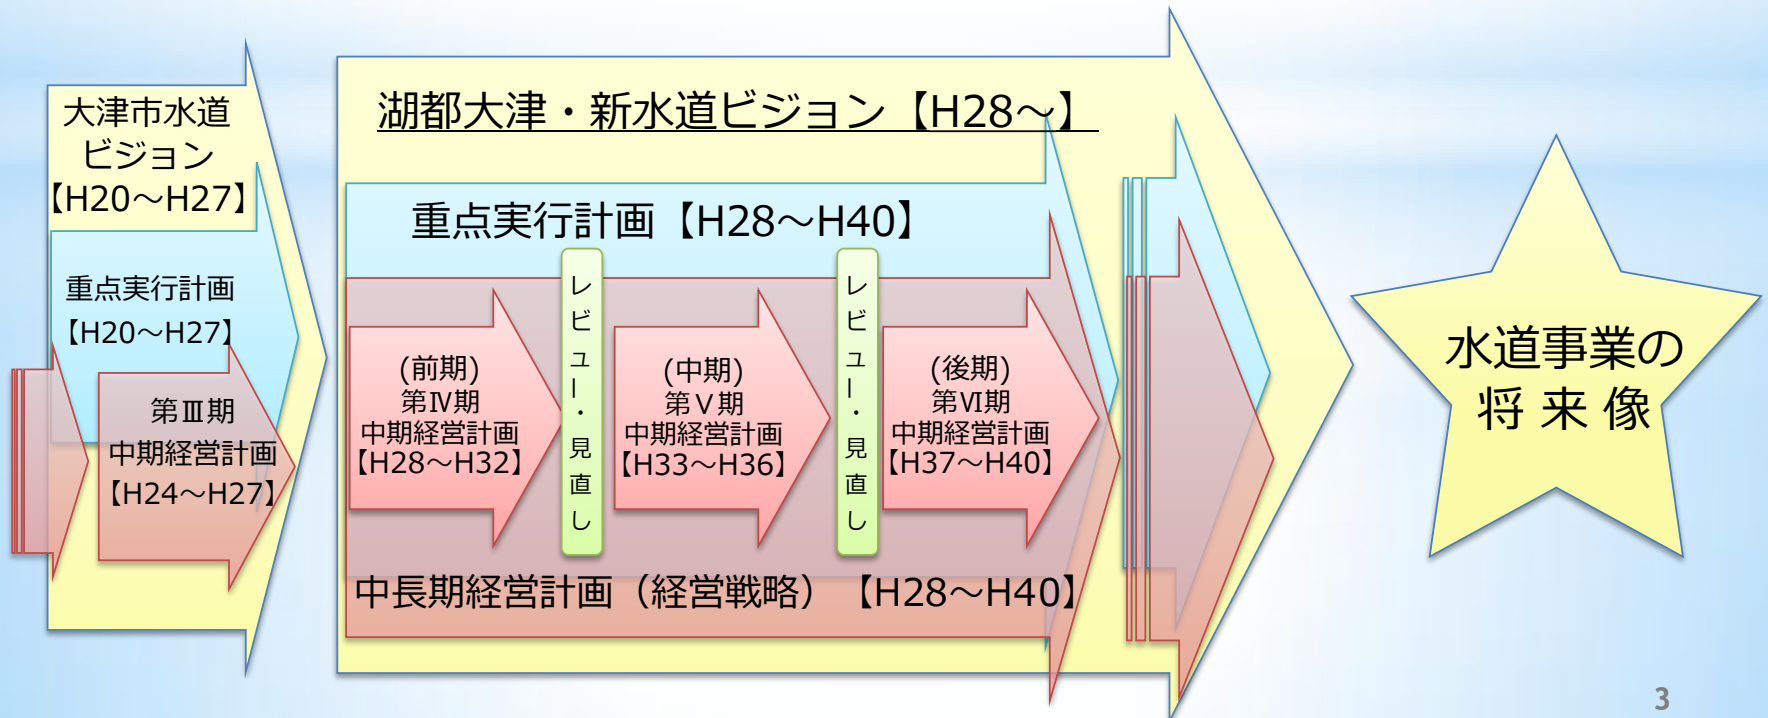 大津市水道
ビジョン
【H20～H27】
重点実行計画
【H20～H27】
第Ⅲ期
中期経営計画
【H24～H27】
湖都大津・新水道ビジョン【H28～】
重点実行計画【H28～H40】
(前期)
第Ⅳ期
中期経営計画
【H28～H32】
レビュー・見直し
(中期)
第Ⅴ期
中期経営計画
【H33～H36】
レビュー・見直し
(後期)
第Ⅵ期
中期経営計画
【H37～H40】
中長期経営計画（経営戦略）【H28～H40】
水道事業の
将来像
3